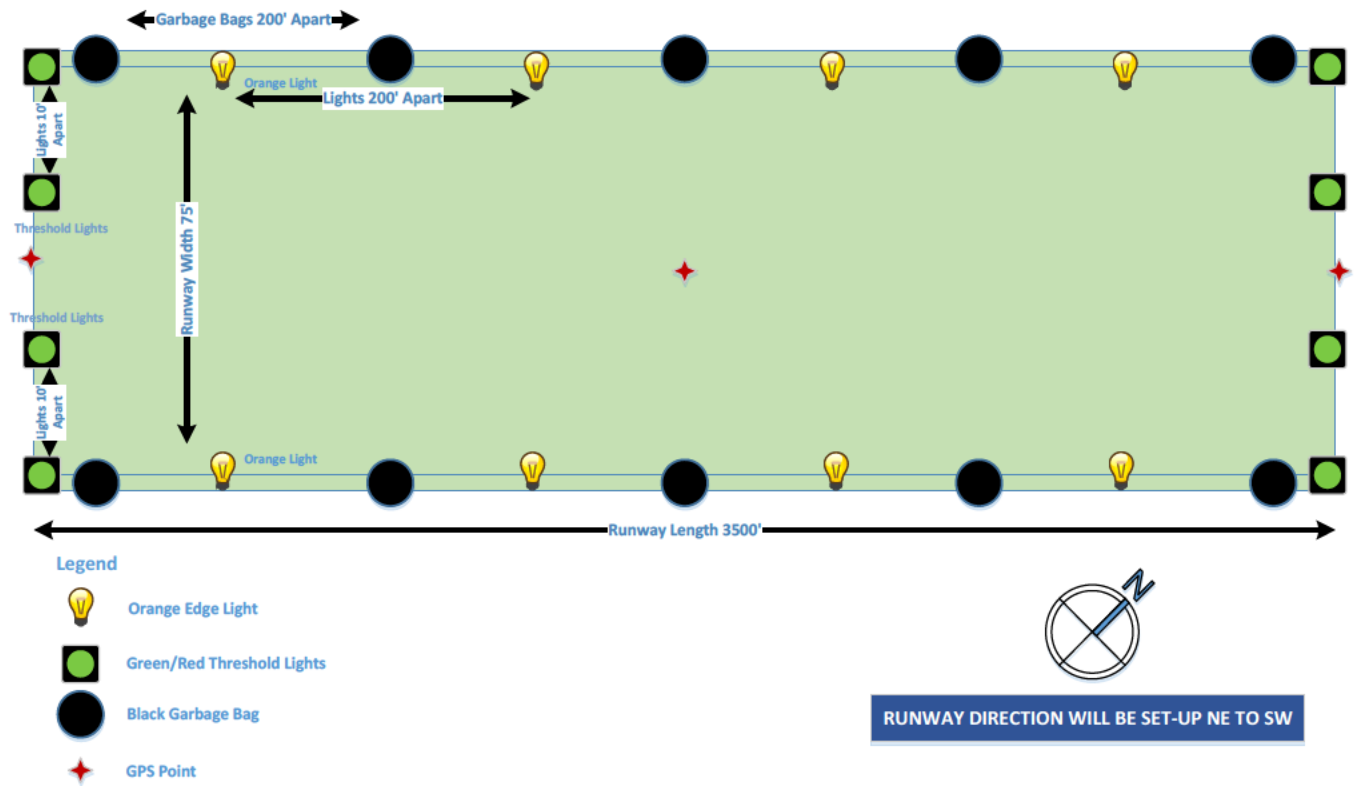 Garbage Bags 200' Apart
Orange Light
Lights 200' Apart
Lights 10'
Apart
Threshold Lights
Runway Width 75'
Threshold Lights
Lights 10'
Apart
Orange Light
Runway Length 3500'
Legend
Orange Edge Light
Green/Red Threshold Lights
Black Garbage Bag
GPS Point
N
RUNWAY DIRECTION WILL BE SET-UP NE TO SW